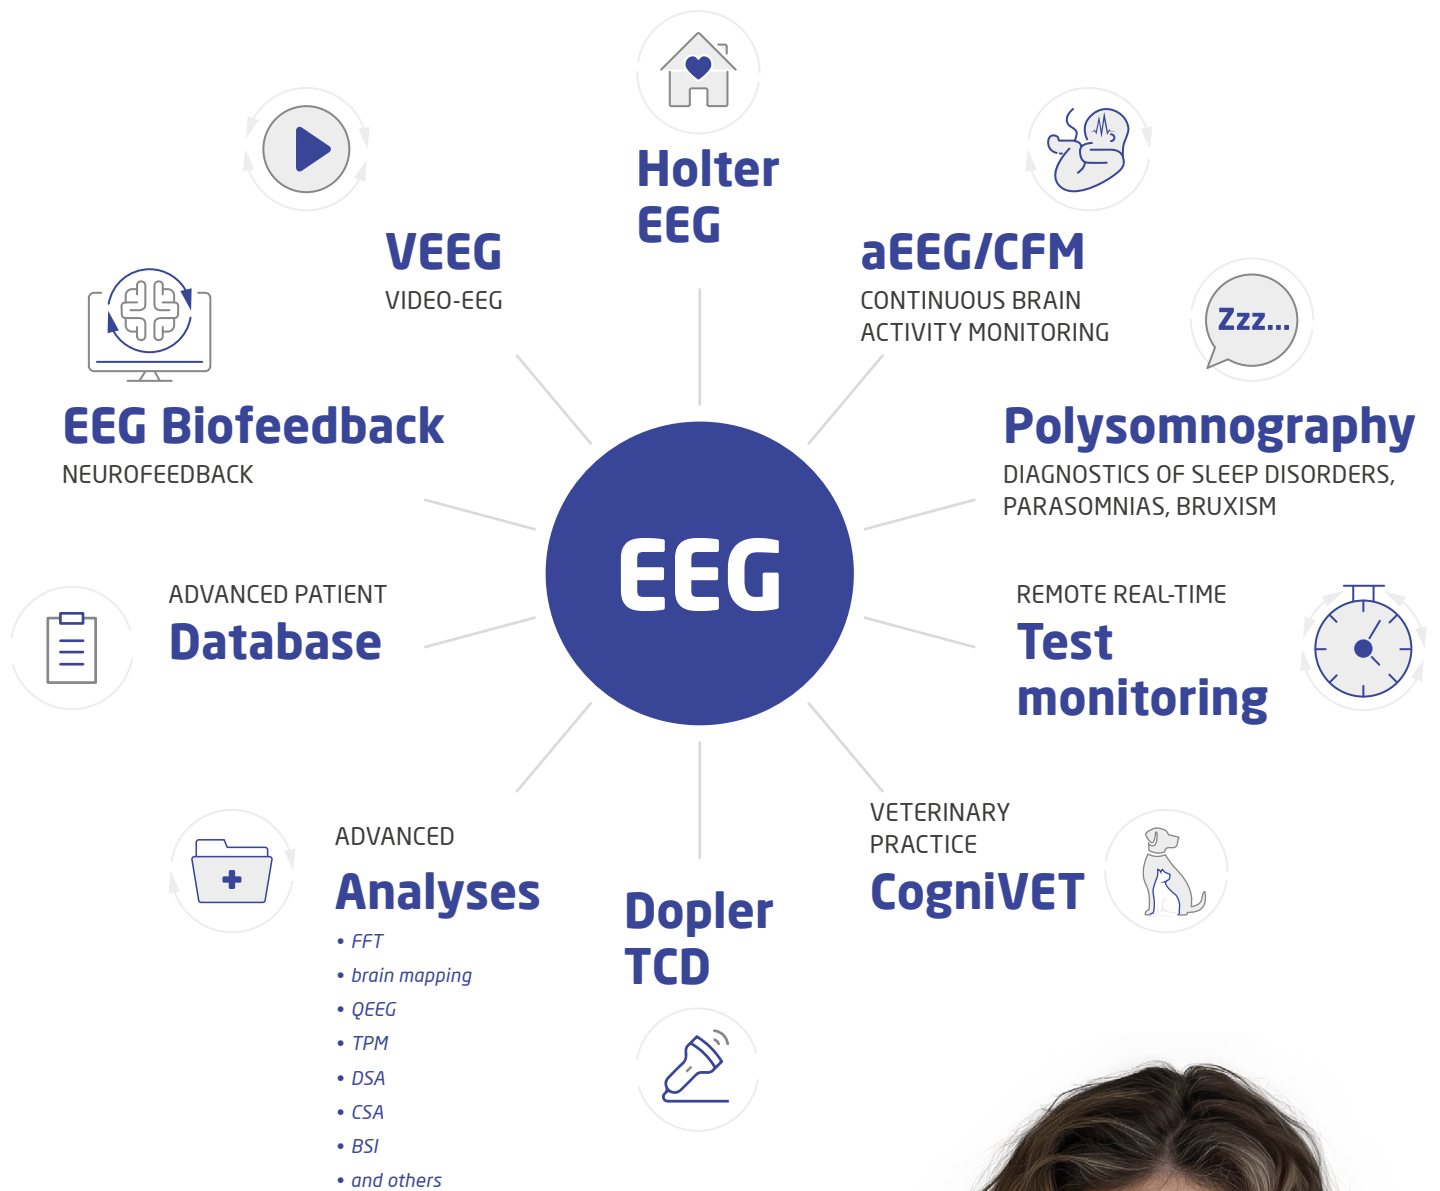 Holter
EEG
VEEG
VIDEO-EEG
aEEG/CFM
CONTINUOUS BRAIN
ACTIVITY MONITORING
Zzz...
EEG Biofeedback
NEUROFEEDBACK
Polysomnography
DIAGNOSTICS OF SLEEP DISORDERS,
PARASOMNIAS, BRUXISM
EEG
ADVANCED PATIENT
Database
REMOTE REAL-TIME
Test
monitoring
ADVANCED
Analyses
• FFT
• brain mapping
• QEEG
• TPM
• DSA
• CSA
• BSI
• and others
Dopler
TCD
VETERINARY
PRACTICE
CogniVET